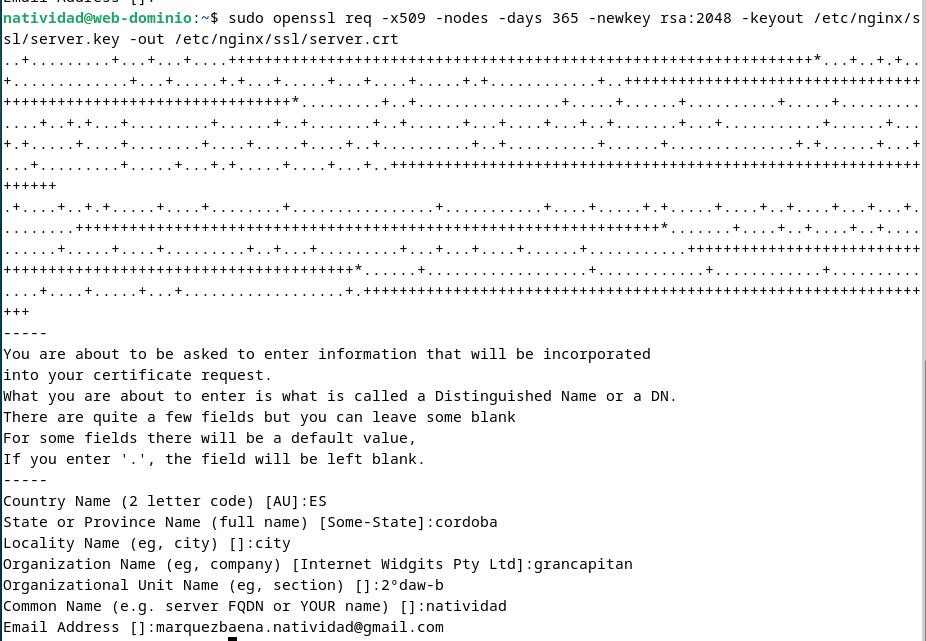 natividad@web-dominio:~$ sudo openssl req -x509 -nodes -days 365 -newkey rsa:2048 -keyout /etc/nginx/s
sl/server.key -out /etc/nginx/ssl/server.crt
-----
You are about to be asked to enter information that will be incorporated
into your certificate request.
What you are about to enter is what is called a Distinguished Name or a DN.
There are quite a few fields but you can leave some blank
For some fields there will be a default value,
If you enter '.', the field will be left blank.
-----
Country Name (2 letter code) [AU]:ES
State or Province Name (full name) [Some-State]:cordoba
Locality Name (eg, city) []:city
Organization Name (eg, company) [Internet Widgits Pty Ltd]:grancapitan
Organizational Unit Name (eg, section) []:2ºdaw-b
Common Name (e.g. server FQDN or YOUR name) []:natividad
Email Address []:marquezbaena.natividad@gmail.com